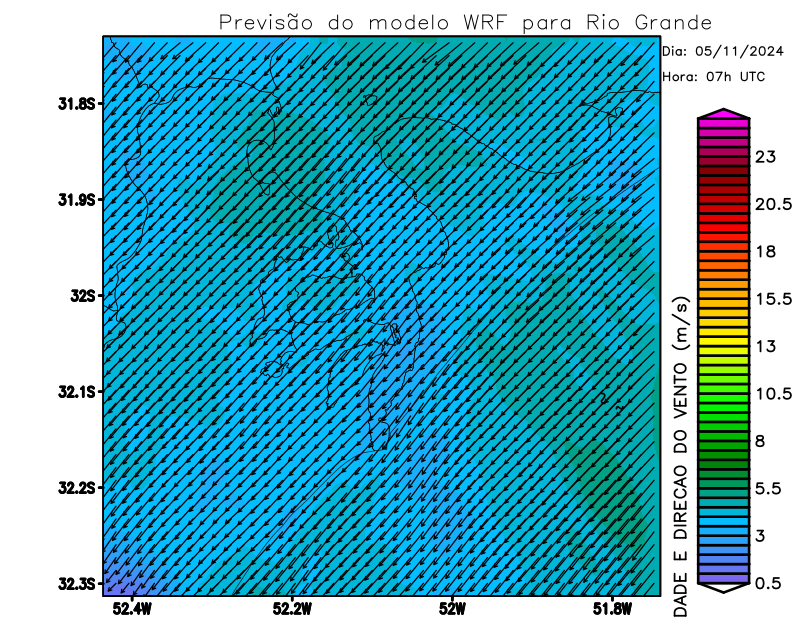 Previsão do modelo WRF para Rio Grande
Dia: 05/11/2024
Hora: 07h UTC
31.8S
31.9S
32S
32.1S
32.2S
32.3S
52.4W
52.2W
52W
51.8W
DADE E DIRECAO DO VENTO (m/s)
23
20.5
18
15.5
13
10.5
8
5.5
3
0.5